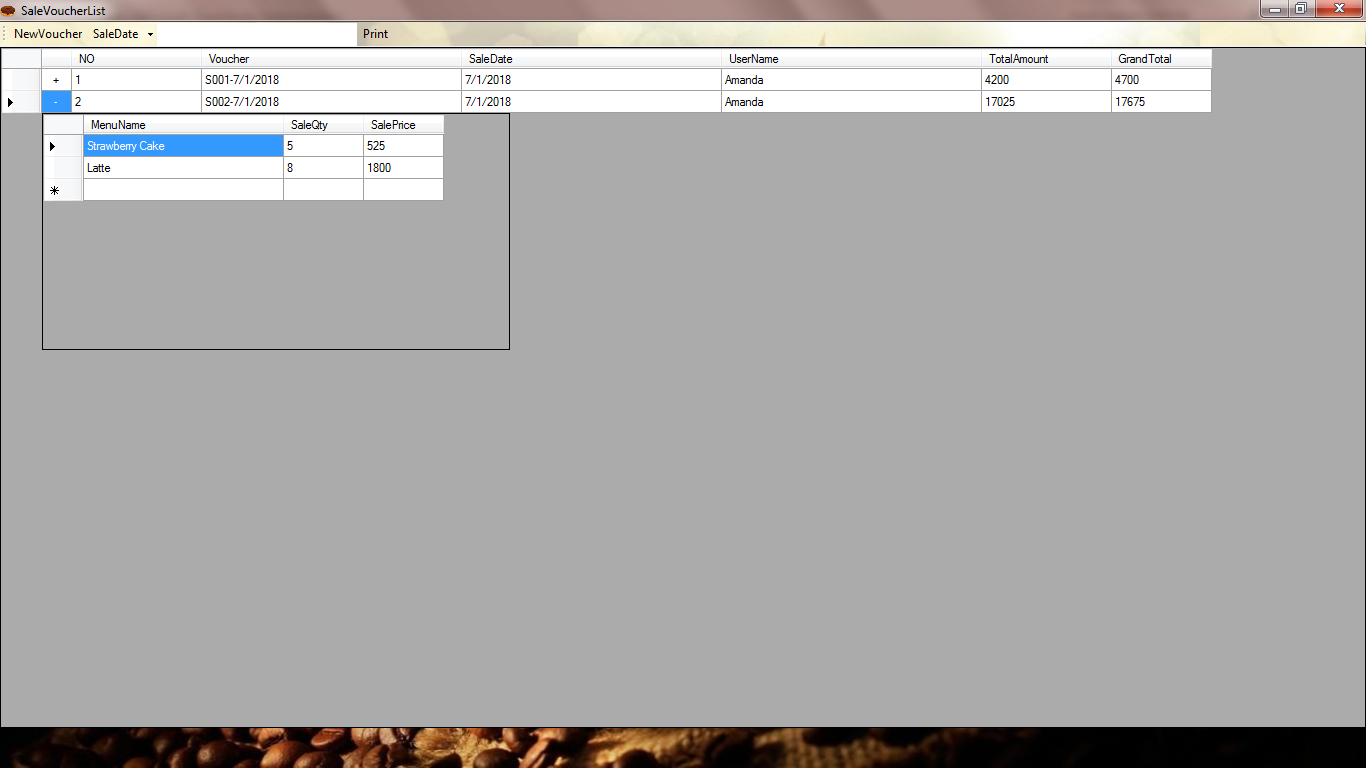 SaleVoucherList
NewVoucher SaleDate Print
NO Voucher SaleDate UserName TotalAmount GrandTotal
+ 1 S001-7/1/2018 7/1/2018 Amanda 4200 4700
- 2 S002-7/1/2018 7/1/2018 Amanda 17025 17675
MenuName SaleQty SalePrice
Strawberry Cake 5 525
Latte 8 1800